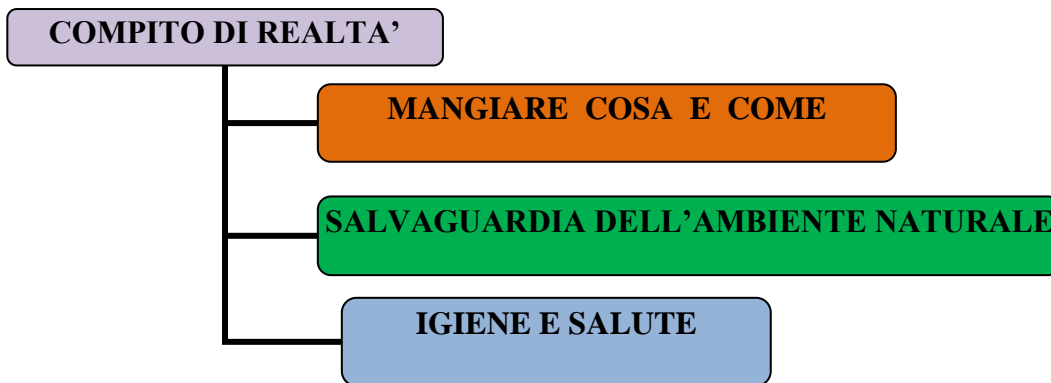 COMPITO DI REALTA’
MANGIARE COSA E COME
SALVAGUARDIA DELL’AMBIENTE NATURALE
IGIENE E SALUTE